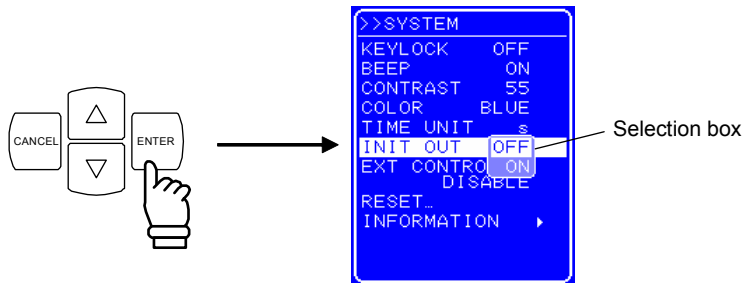 CANCEL
△
▽
ENTER
>>SYSTEM
KEYLOCK OFF
BEEP ON
CONTRAST 55
COLOR BLUE
TIME UNIT s
INIT OUT OFF
EXT CONTRO ON
DISABLE
RESET…
INFORMATION ▸
Selection box